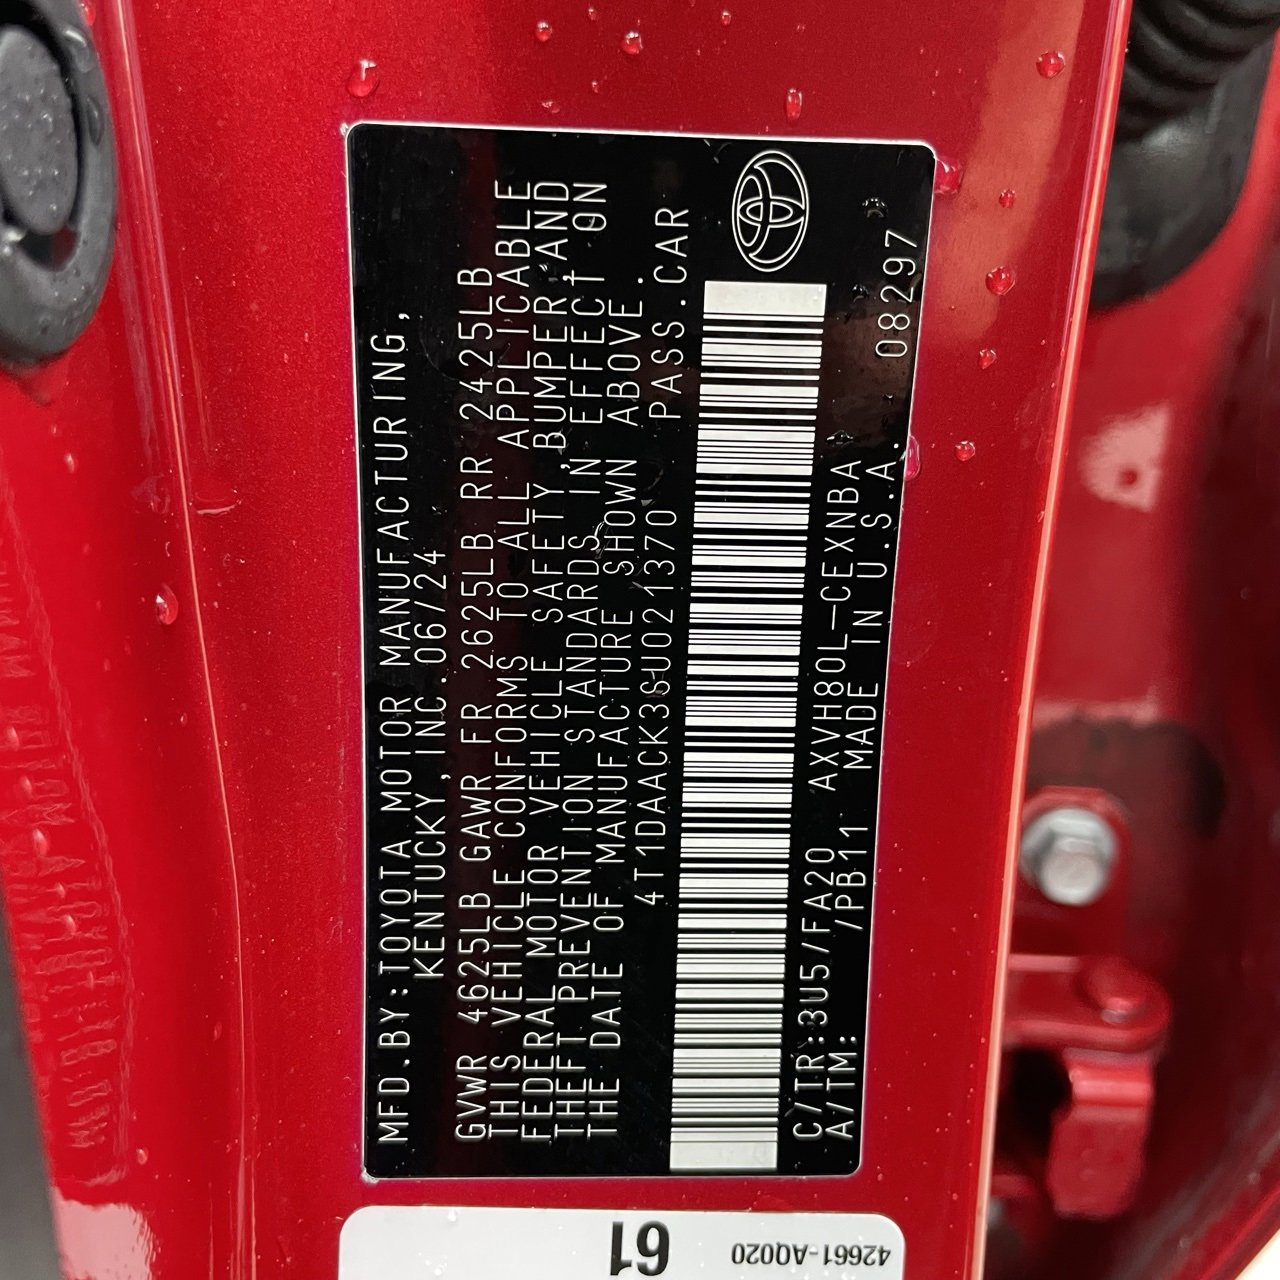 MFD.BY:TOYOTA MOTOR MANUFACTURING,
KENTUCKY,INC.06/24
GVWR 4625LB GAWR FR 2625LB RR 2425LB
THIS VEHICLE CONFORMS TO ALL APPLICABLE
FEDERAL MOTOR VEHICLE SAFETY,BUMPER,AND
THEFT PREVENTION STANDARDS IN EFFECT ON
THE DATE OF MANUFACTURE SHOWN ABOVE.
4T1DAACK3SU021370 PASS.CAR
C/TR:3U5/FA20 AXVH80L-CEXNBA
A/TM: /PB11 MADE IN U.S.A. 08297
61
42661-AQ020